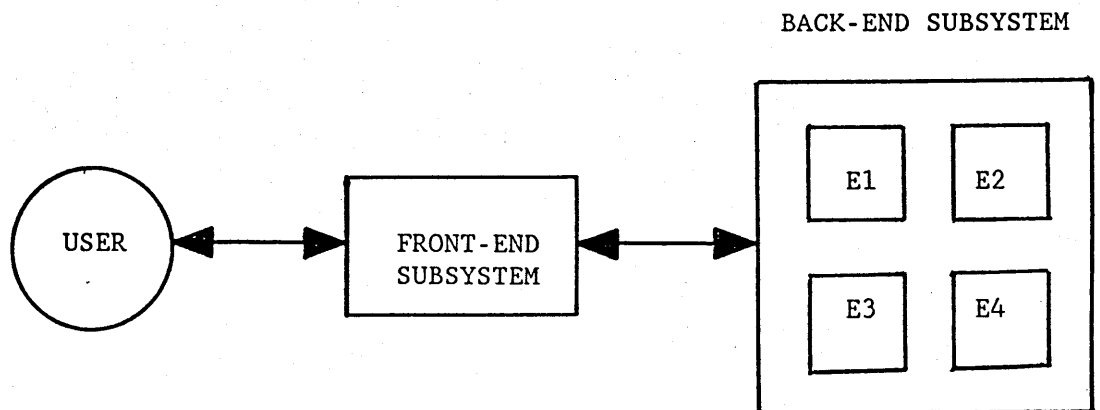 BACK-END SUBSYSTEM
E1
E2
USER
FRONT-END
SUBSYSTEM
E3
E4